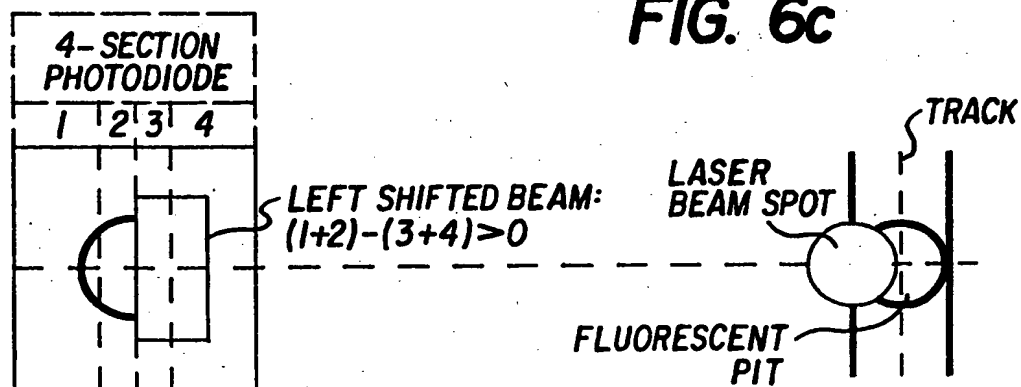 FIG. 6c
4-SECTION
PHOTODIODE
1 2 3 4
LEFT SHIFTED BEAM:
(1+2)-(3+4)>0
TRACK
LASER
BEAM SPOT
FLUORESCENT
PIT